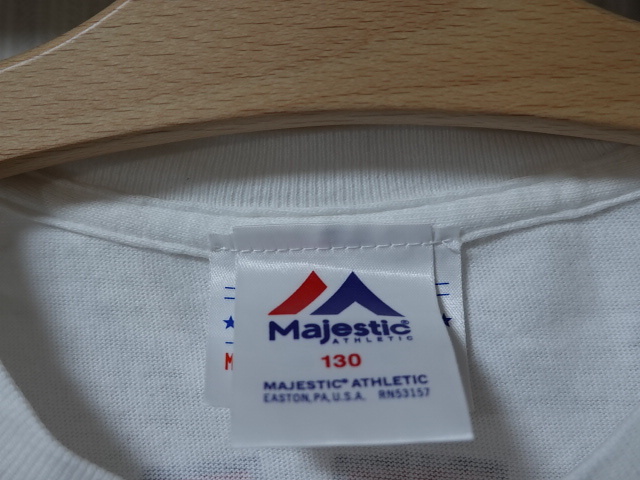 Majestic®
ATHLETIC
130
MAJESTIC® ATHLETIC
EASTON, PA, U.S.A. RN53157
M